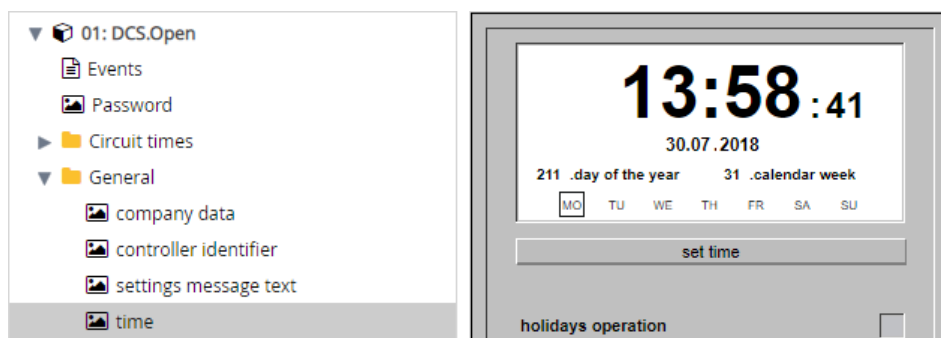 01: DCS.Open
Events
Password
Circuit times
General
company data
controller identifier
settings message text
time
13:58:41
30.07.2018
211 .day of the year 31 .calendar week
MO TU WE TH FR SA SU
set time
holidays operation